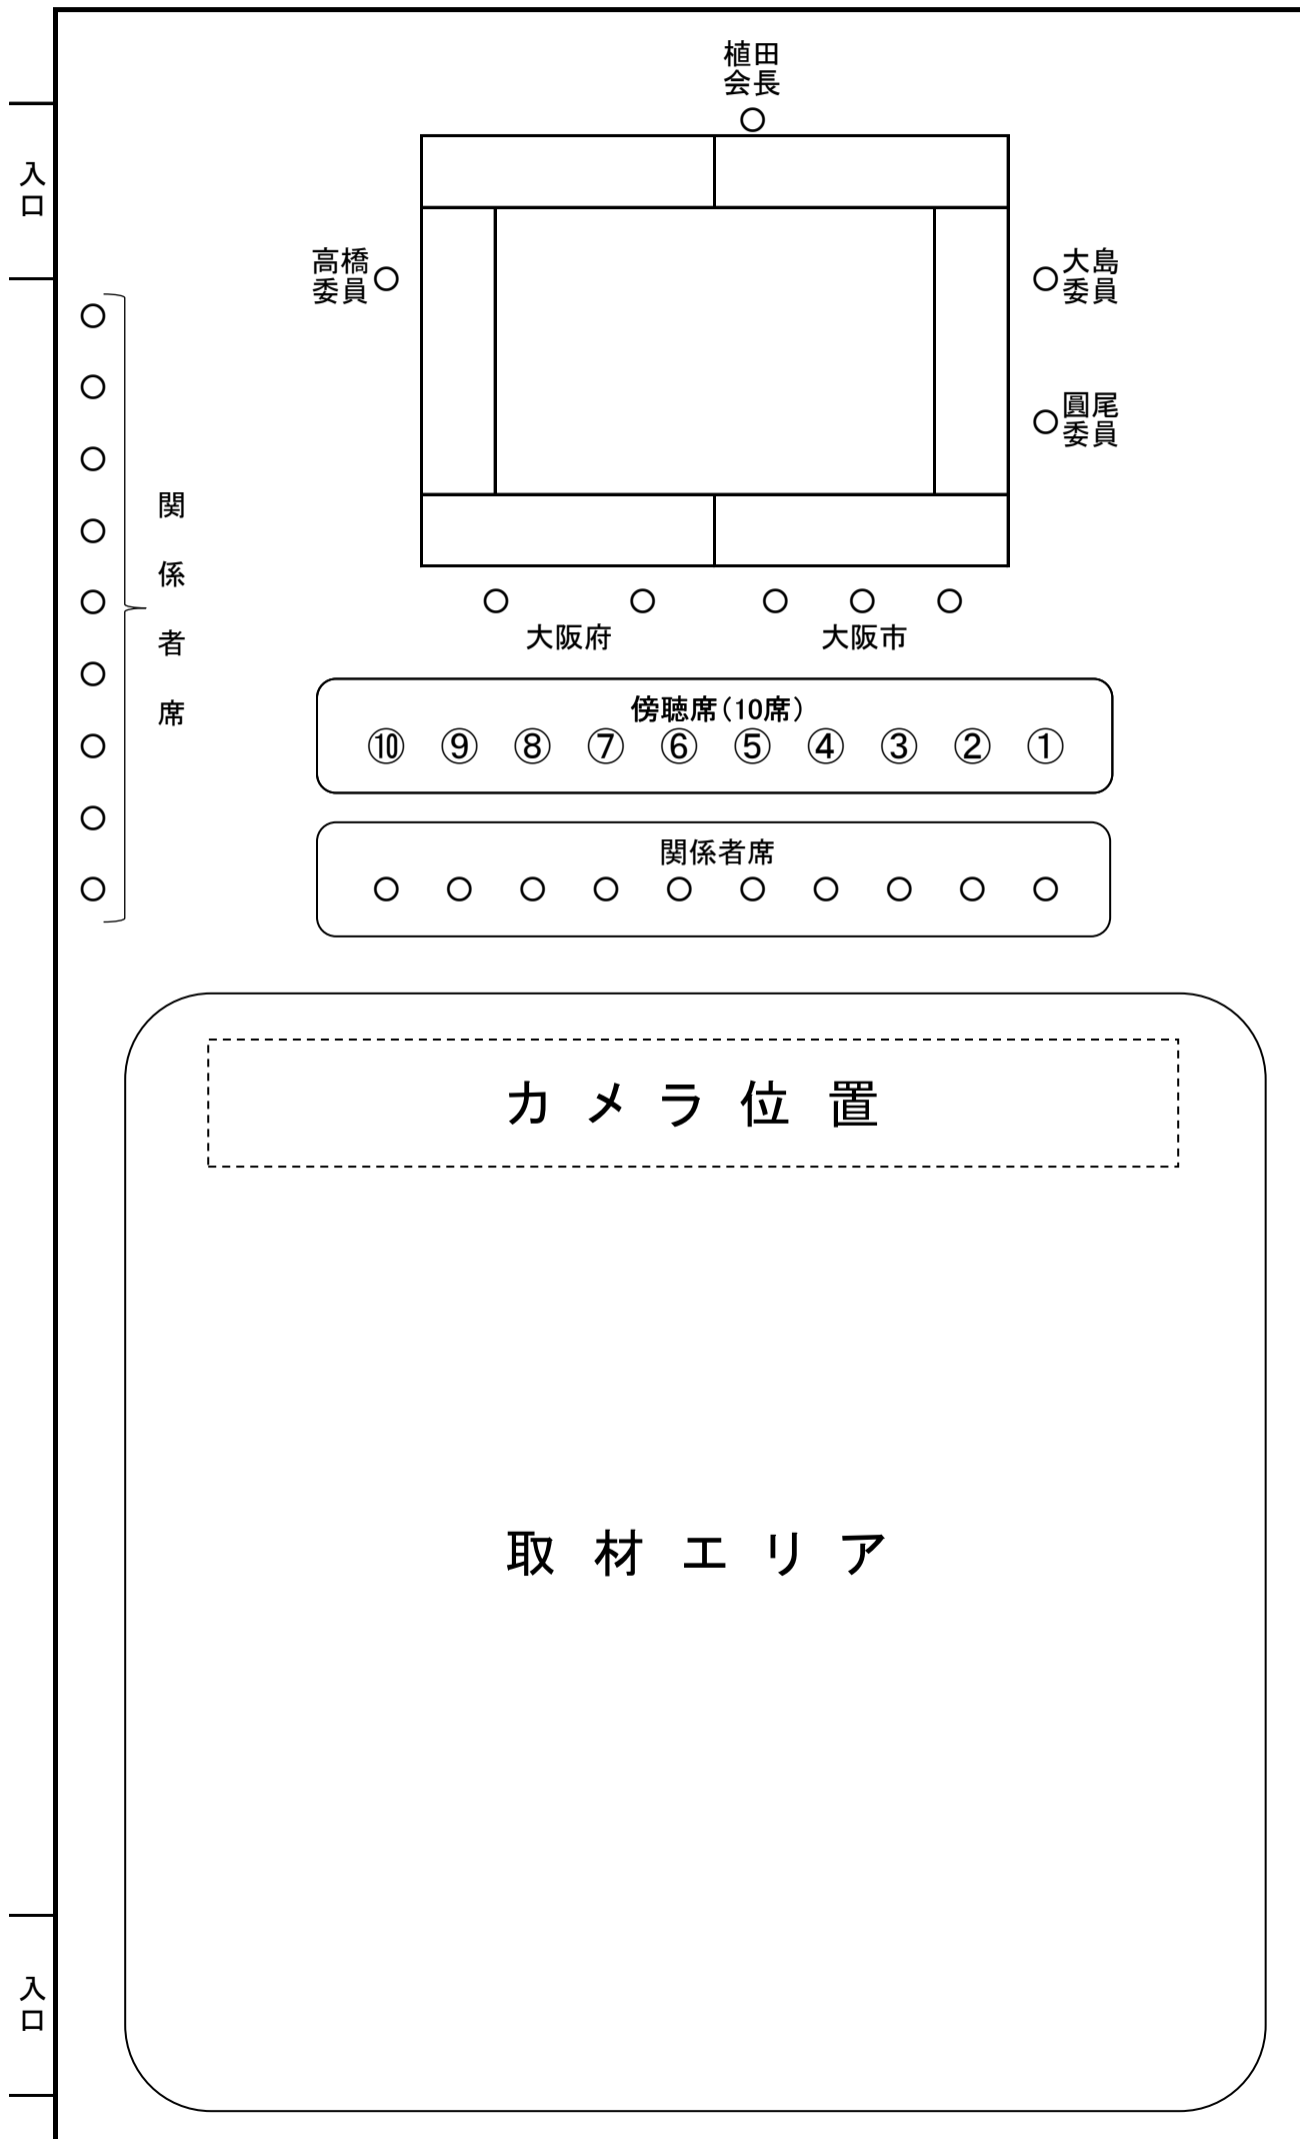 植田
会長
入口
高橋
委員
大島
委員
圓尾
委員
関係者席
大阪府
大阪市
傍聴席(10席)
⑩ ⑨ ⑧ ⑦ ⑥ ⑤ ④ ③ ② ①
関係者席
カメラ位置
取材エリア
入口